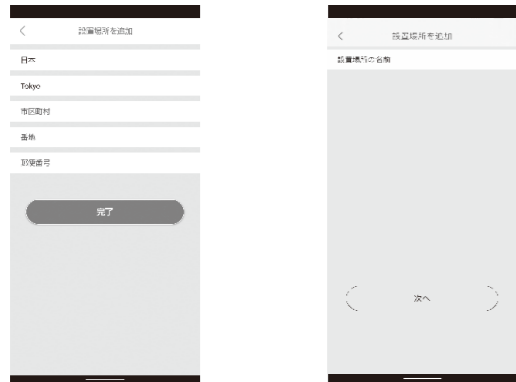 設置場所を追加
日本
Tokyo
市区町村
番地
郵便番号
完了
設置場所を追加
設置場所の名前
次へ